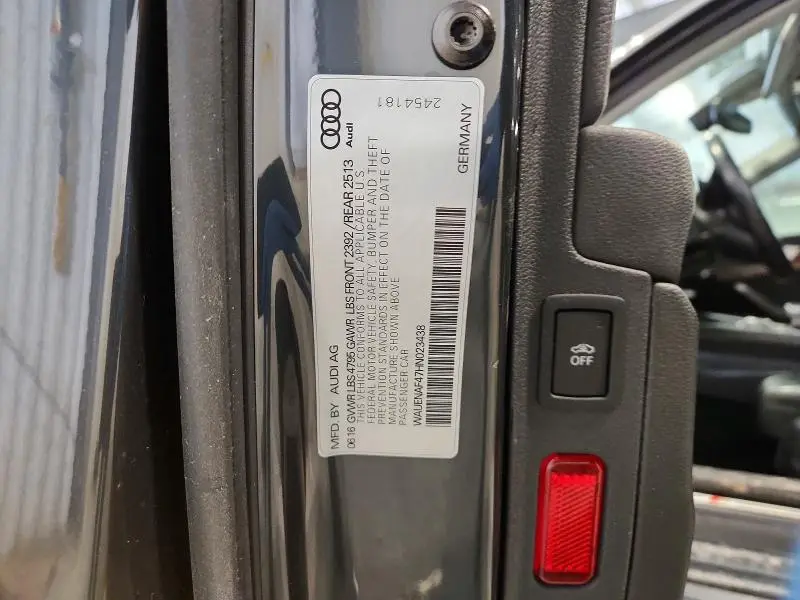 MFD. BY AUDI AG
Audi
0616 GVWR LBS 4795 GAWR LBS FRONT 2392/REAR 2513
THIS VEHICLE CONFORMS TO ALL APPLICABLE U.S
FEDERAL MOTOR VEHICLE SAFETY, BUMPER AND THEFT
PREVENTION STANDARDS IN EFFECT ON THE DATE OF
MANUFACTURE SHOWN ABOVE
PASSENGER CAR
WAUENAF47HN023438
GERMANY
2454181
OFF